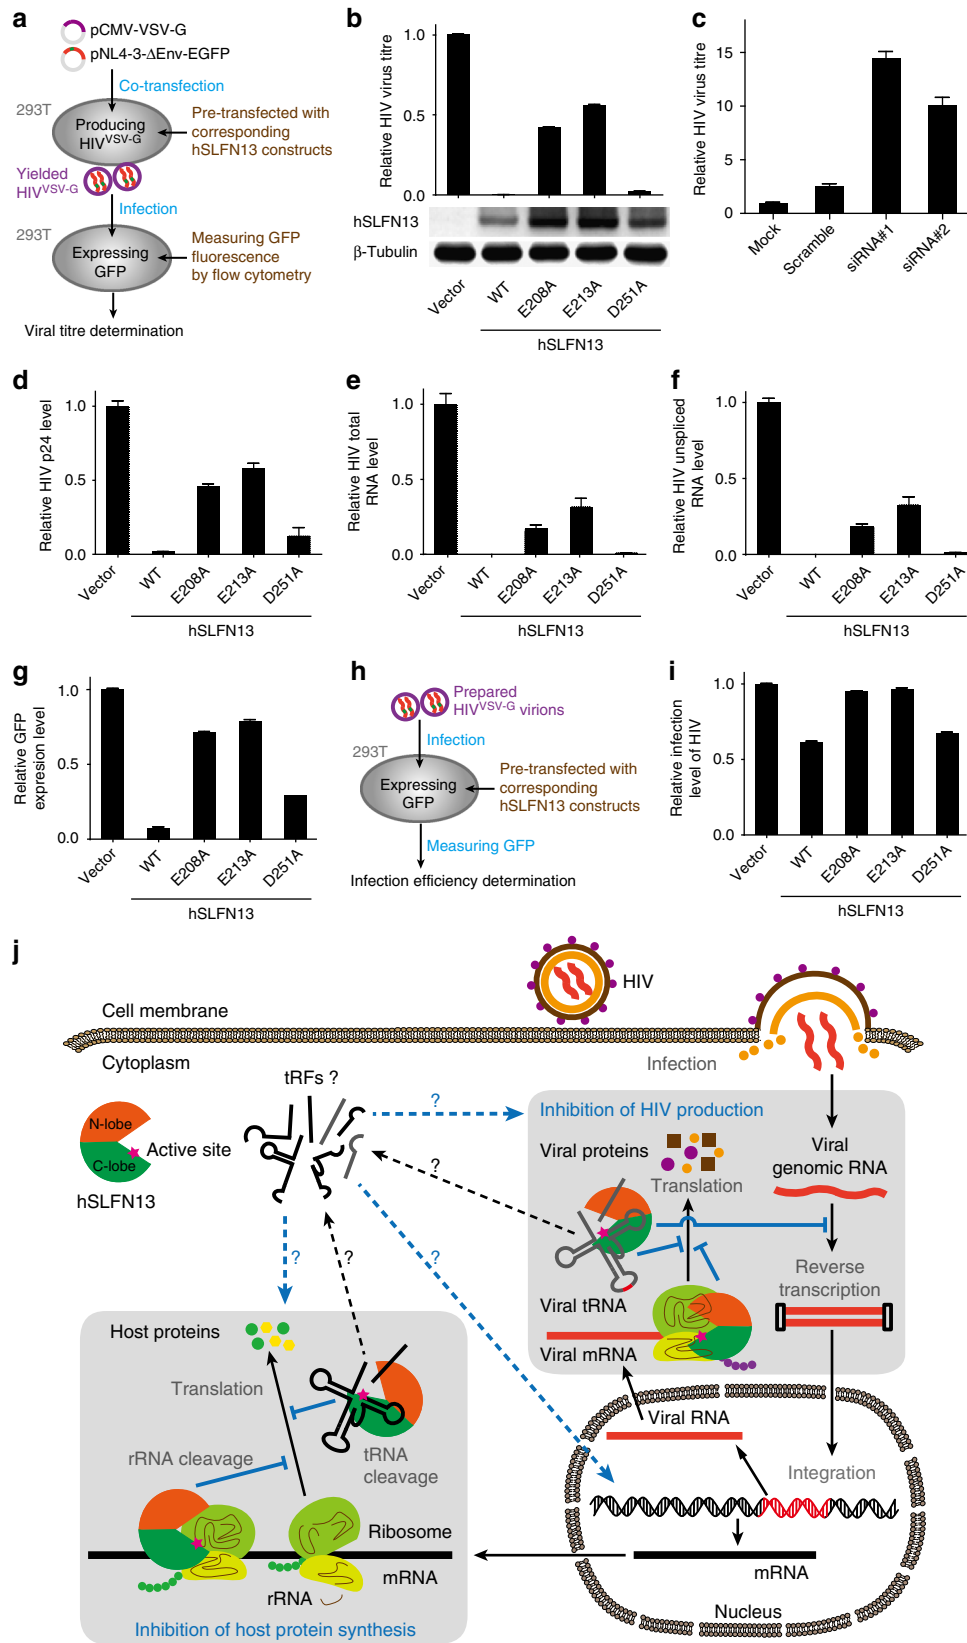 a
pCMV-VSV-G
pNL4-3-ΔEnv-EGFP
Co-transfection
293T
Producing
HIVVSV-G
Pre-transfected with
corresponding
hSLFN13 constructs
Yielded
HIVVSV-G
Infection
293T
Expressing
GFP
Measuring GFP
fluorescence
by flow cytometry
Viral titre determination
b
Relative HIV virus titre
1.0
0.5
0.0
hSLFN13
β-Tubulin
Vector
WT
E208A
E213A
D251A
hSLFN13
c
Relative HIV virus titre
15
10
5
0
Mock
Scramble
siRNA#1
siRNA#2
d
Relative HIV p24 level
1.0
0.5
0.0
Vector
WT
E208A
E213A
D251A
hSLFN13
e
Relative HIV total
RNA level
1.0
0.5
0.0
Vector
WT
E208A
E213A
D251A
hSLFN13
f
Relative HIV unspliced
RNA level
1.0
0.5
0.0
Vector
WT
E208A
E213A
D251A
hSLFN13
g
Relative GFP
expresion level
1.0
0.5
0.0
Vector
WT
E208A
E213A
D251A
hSLFN13
h
Prepared
HIVVSV-G virions
Infection
293T
Expressing
GFP
Pre-transfected with
corresponding
hSLFN13 constructs
Measuring GFP
Infection efficiency determination
i
Relative infection
level of HIV
1.0
0.5
0.0
Vector
WT
E208A
E213A
D251A
hSLFN13
j
HIV
Cell membrane
Cytoplasm
Infection
tRFs ?
?
Inhibition of HIV production
N-lobe
C-lobe
Active site
hSLFN13
Viral proteins
Translation
Viral
genomic RNA
?
?
?
?
Reverse
transcription
Viral tRNA
Viral mRNA
Host proteins
Translation
rRNA cleavage
tRNA
cleavage
Viral RNA
Integration
Ribosome
mRNA
rRNA
mRNA
Nucleus
Inhibition of host protein synthesis